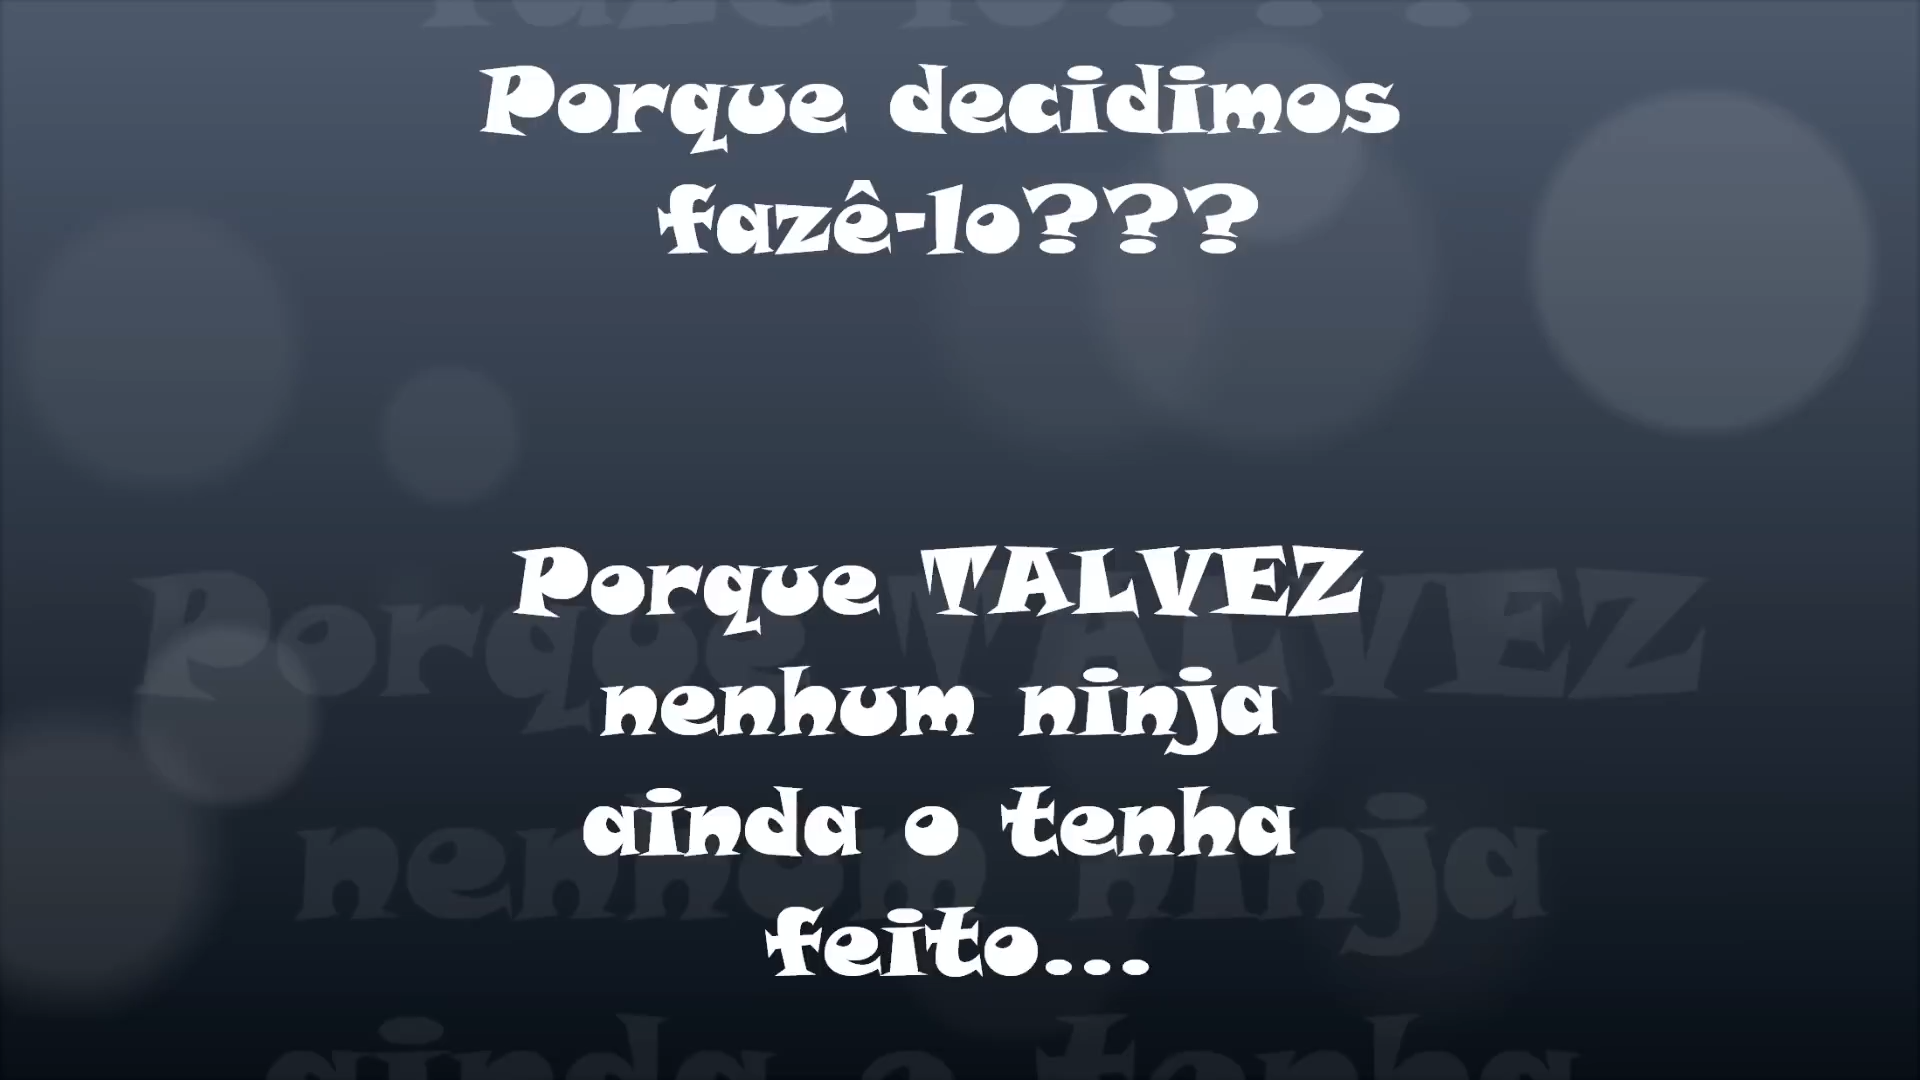 Porque decidimos
fazê-lo???
Porque TALVEZ
nenhum ninja
ainda o tenha
feito...